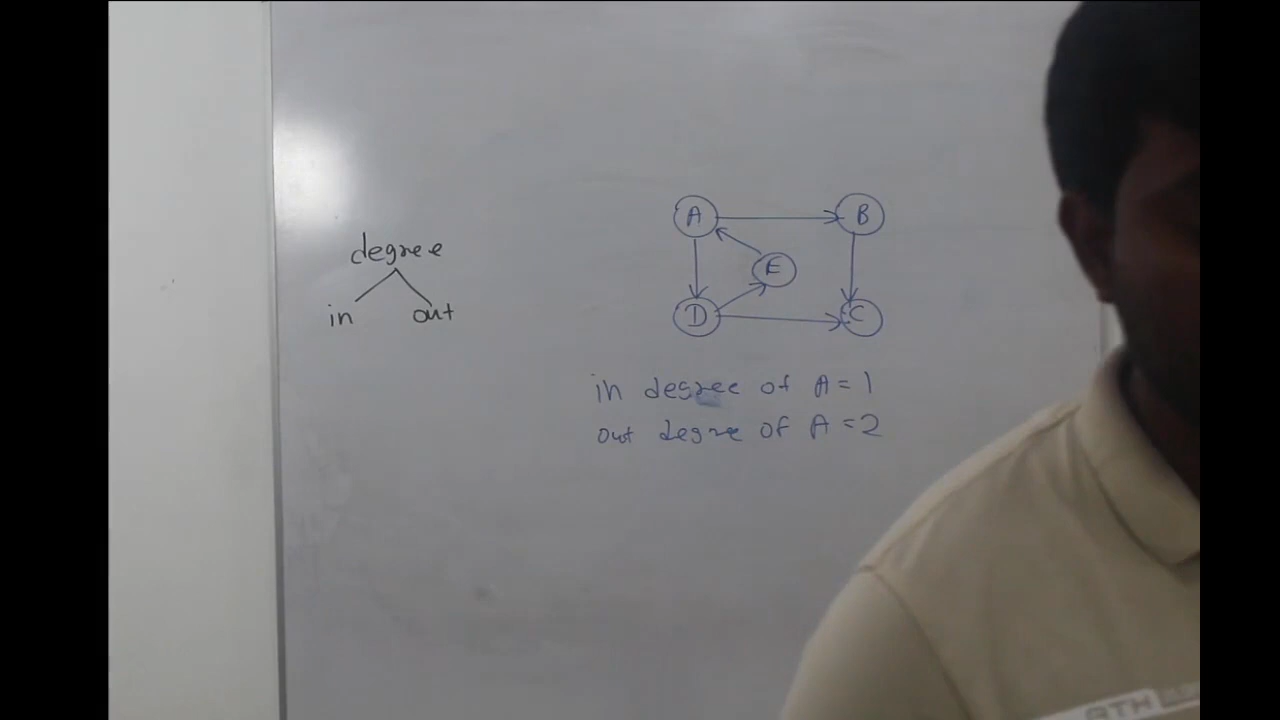 degree
in out
A B
E
D C
in degree of A = 1
out degree of A = 2